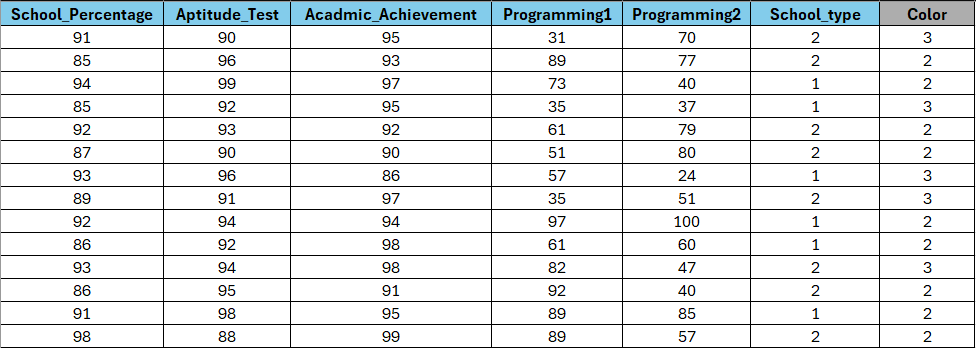 School_Percentage Aptitude_Test Acadmic_Achievement Programming1 Programming2 School_type Color
91 90 95 31 70 2 3
85 96 93 89 77 2 2
94 99 97 73 40 1 2
85 92 95 35 37 1 3
92 93 92 61 79 2 2
87 90 90 51 80 2 2
93 96 86 57 24 1 3
89 91 97 35 51 2 3
92 94 94 97 100 1 2
86 92 98 61 60 1 2
93 94 98 82 47 2 3
86 95 91 92 40 2 2
91 98 95 89 85 1 2
98 88 99 89 57 2 2